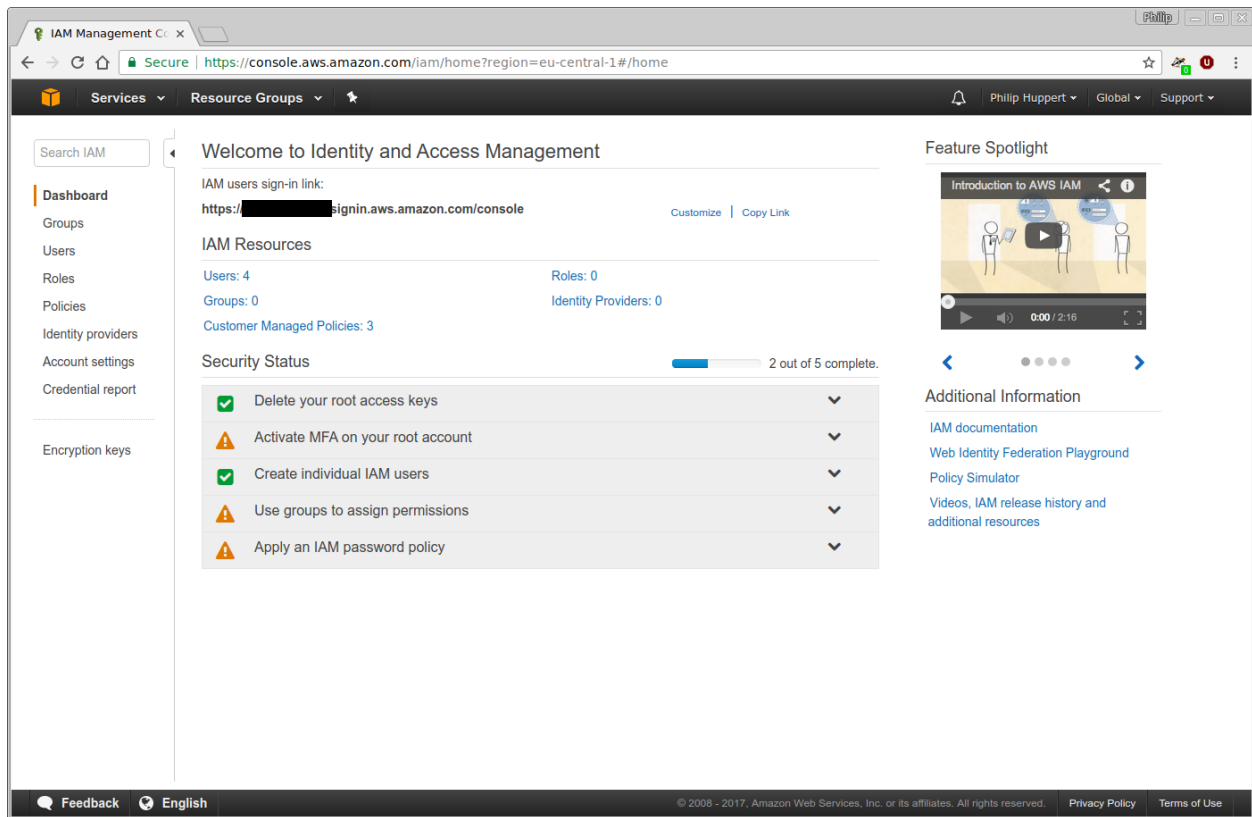 Philip
IAM Management Co
Secure https://console.aws.amazon.com/iam/home?region=eu-central-1#/home
0
Services Resource Groups Philip Huppert Global Support
Search IAM
Dashboard
Groups
Users
Roles
Policies
Identity providers
Account settings
Credential report
Encryption keys
Welcome to Identity and Access Management
IAM users sign-in link:
https:/ signin.aws.amazon.com/console Customize Copy Link
IAM Resources
Users: 4 Roles: 0
Groups: 0 Identity Providers: 0
Customer Managed Policies: 3
Security Status 2 out of 5 complete.
Delete your root access keys
Activate MFA on your root account
Create individual IAM users
Use groups to assign permissions
Apply an IAM password policy
Feature Spotlight
Introduction to AWS IAM
0:00 / 2:16
Additional Information
IAM documentation
Web Identity Federation Playground
Policy Simulator
Videos, IAM release history and
additional resources
Feedback English © 2008 - 2017, Amazon Web Services, Inc. or its affiliates. All rights reserved. Privacy Policy Terms of Use